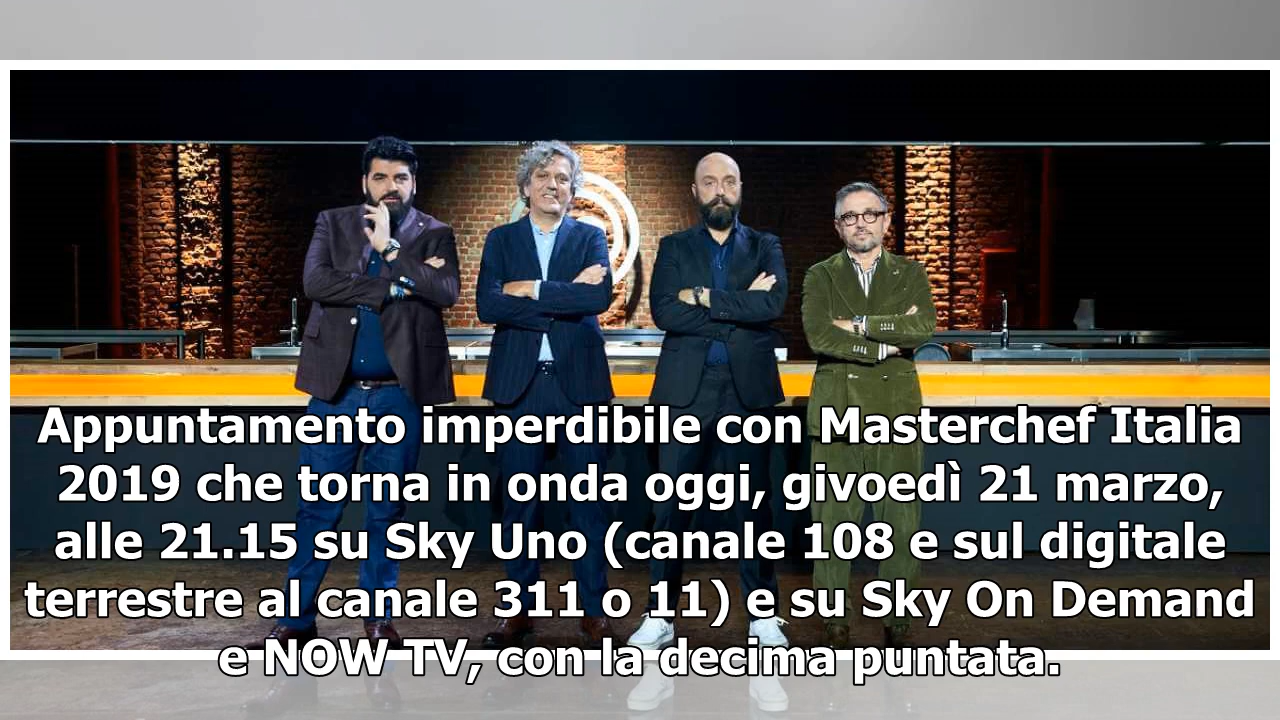 Appuntamento imperdibile con Masterchef Italia
2019 che torna in onda oggi, givoedì 21 marzo,
alle 21.15 su Sky Uno (canale 108 e sul digitale
terrestre al canale 311 o 11) e su Sky On Demand
e NOW TV, con la decima puntata.